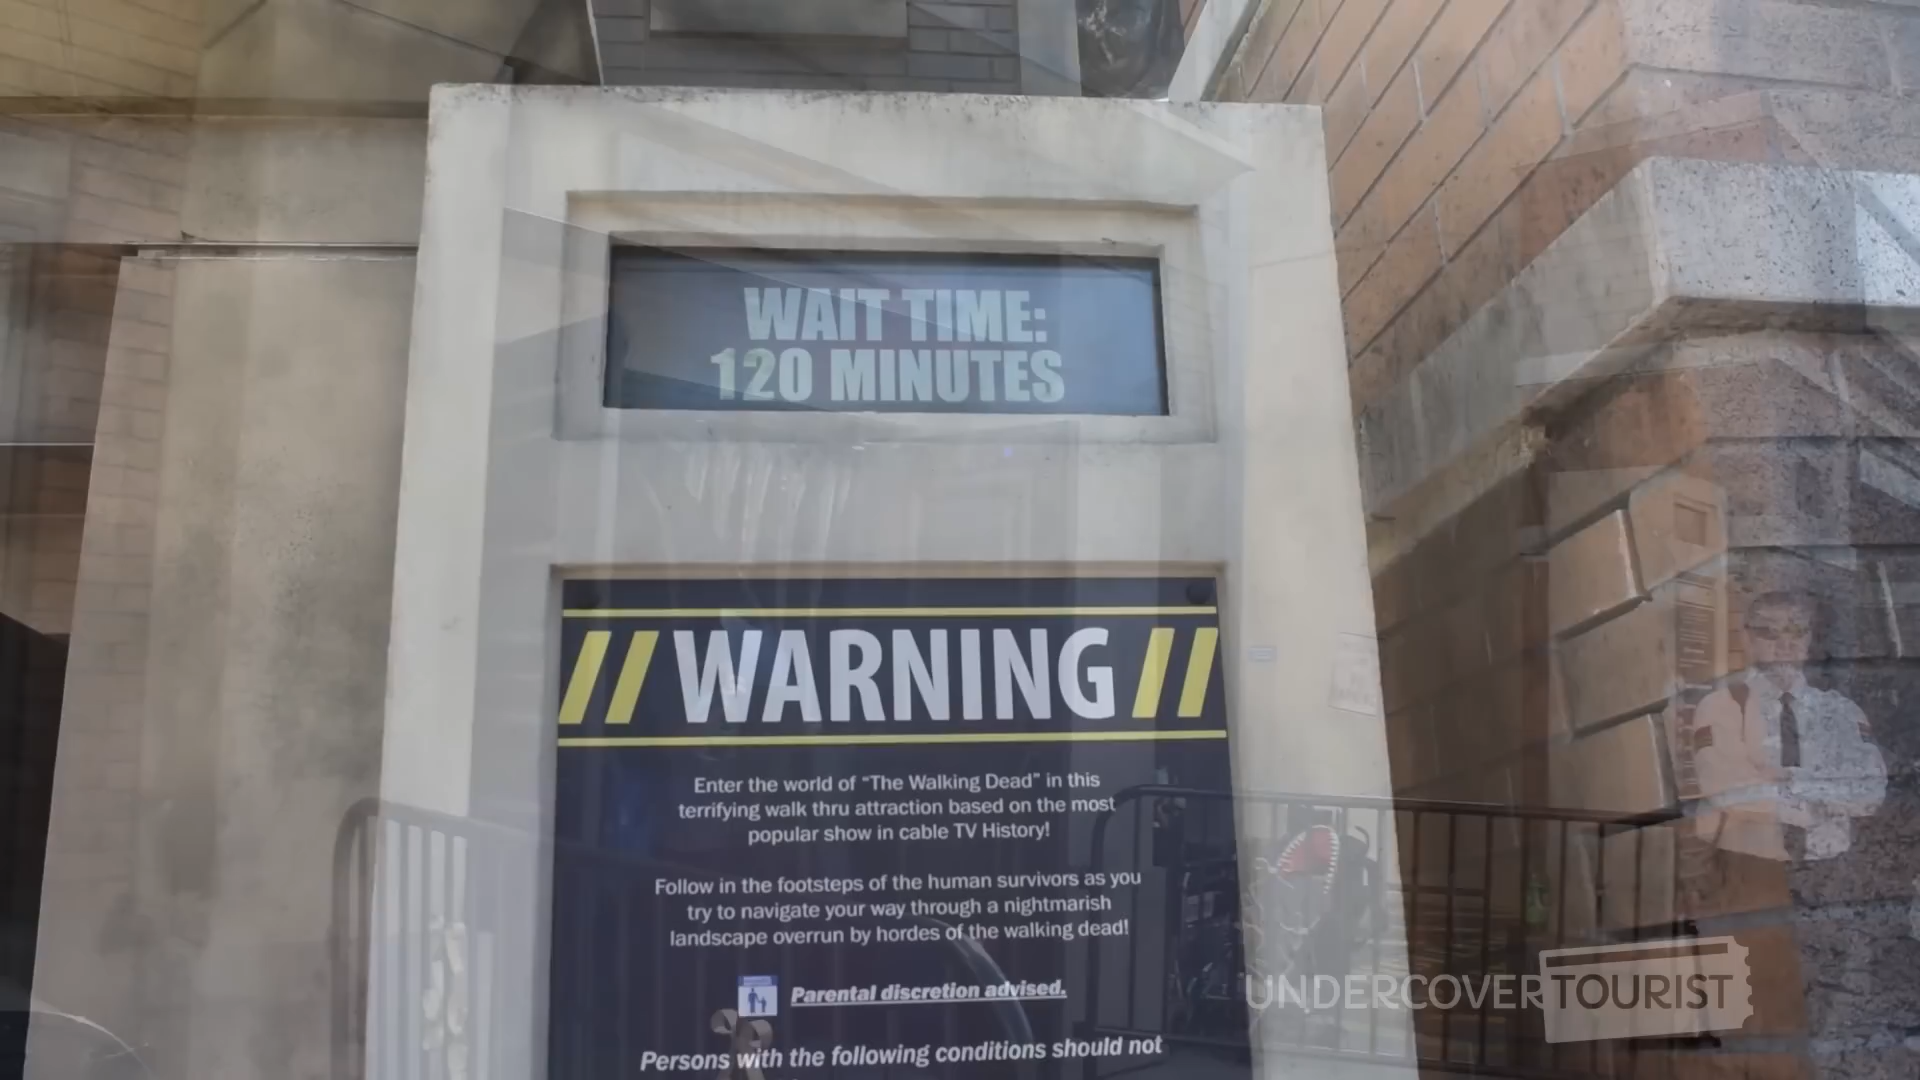 WAIT TIME:
120 MINUTES
// WARNING //
Enter the world of “The Walking Dead” in this
terrifying walk thru attraction based on the most
popular show in cable TV History!
Follow in the footsteps of the human survivors as you
try to navigate your way through a nightmarish
landscape overrun by hordes of the walking dead!
Parental discretion advised.
Persons with the following conditions should not
UNDERCOVERTOURIST